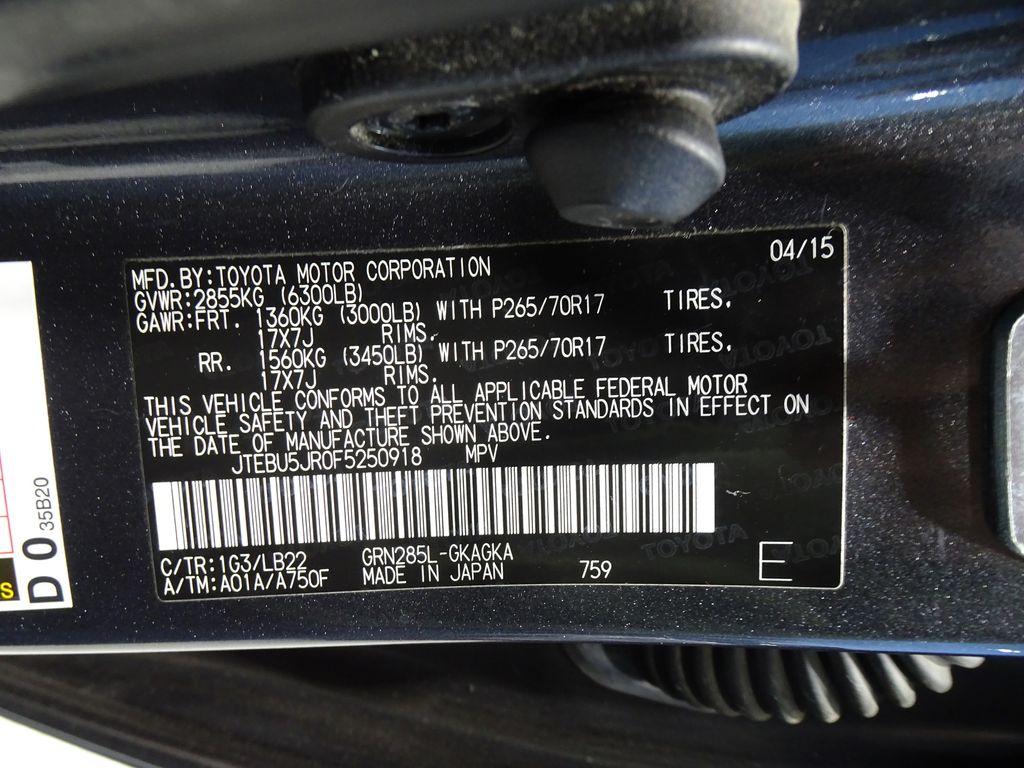 04/15
MFD.BY:TOYOTA MOTOR CORPORATION
GVWR:2855KG (6300LB)
GAWR:FRT. 1360KG (3000LB) WITH P265/70R17 TIRES.
17X7J RIMS.
RR. 1560KG (3450LB) WITH P265/70R17 TIRES.
17X7J RIMS.
THIS VEHICLE CONFORMS TO ALL APPLICABLE FEDERAL MOTOR
VEHICLE SAFETY AND THEFT PREVENTION STANDARDS IN EFFECT ON
THE DATE OF MANUFACTURE SHOWN ABOVE.
JTEBU5JR0F5250918 MPV
C/TR:1G3/LB22 GRN285L-GKAGKA
A/TM:A01A/A750F MADE IN JAPAN 759 E
D 0 35B20
S
TOYOTA
TOYOTA
TOYOTA